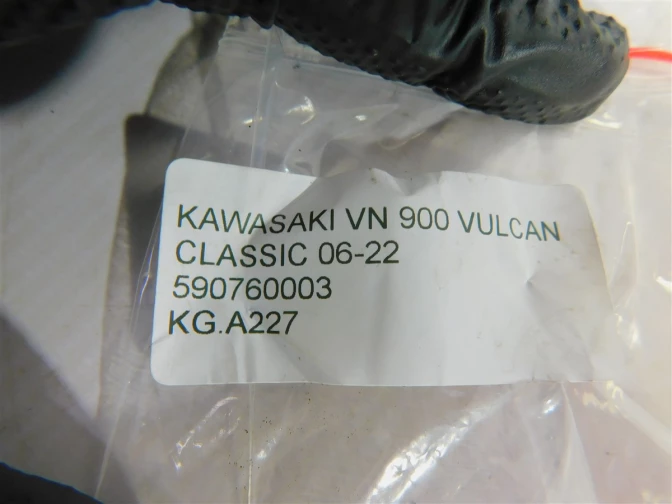 KAWASAKI VN 900 VULCAN
CLASSIC 06-22
590760003
KG.A227